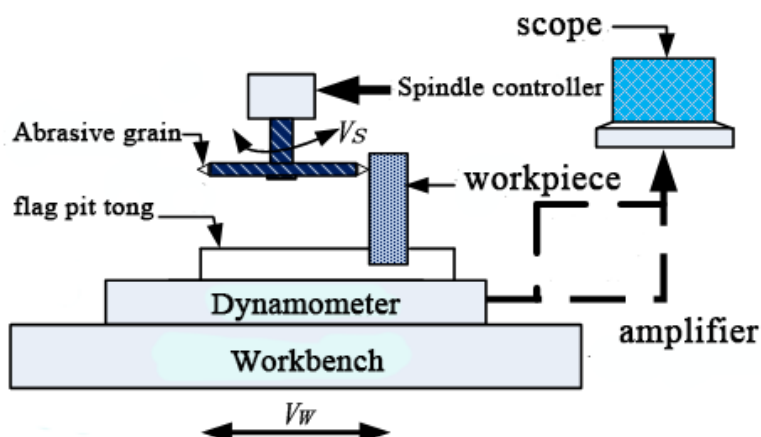 scope
Spindle controller
Abrasive grain
VS
workpiece
flag pit tong
Dynamometer
amplifier
Workbench
VW